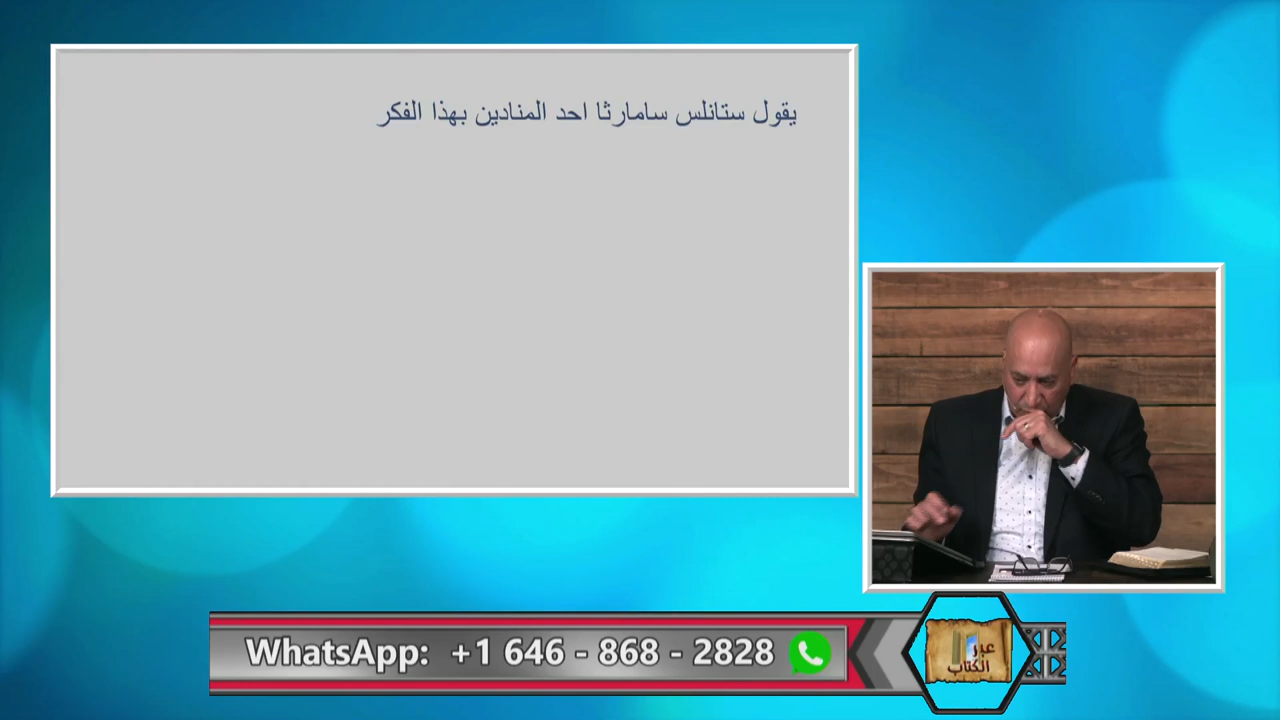 يقول ستانلس سامارثا احد المنادين بهذا الفكر
WhatsApp: +1 646 - 868 - 2828
عبر
الكتاب